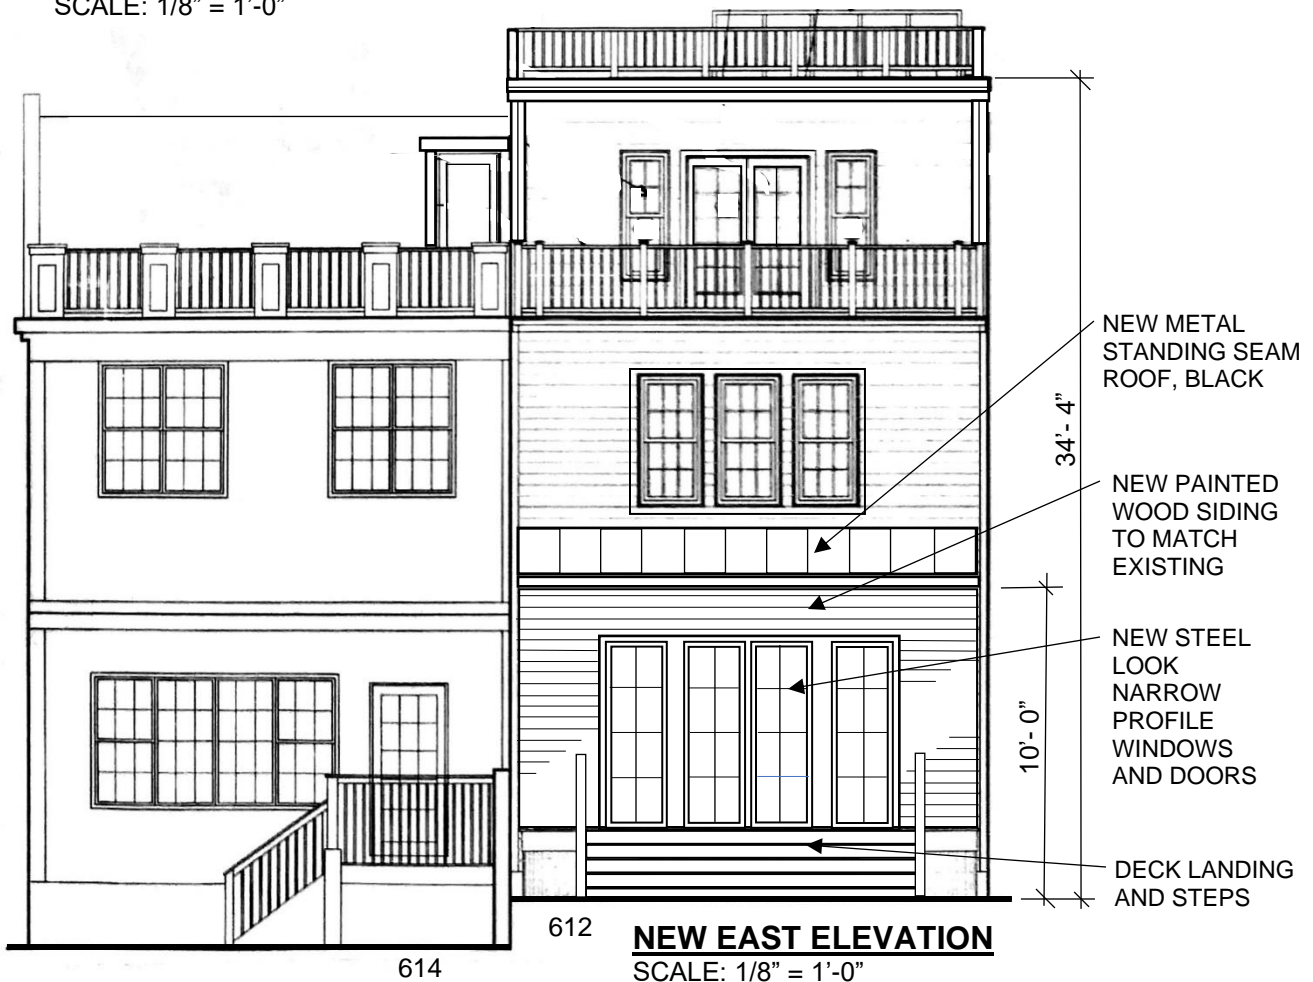 SCALE: 1/8” = 1’-0”
NEW METAL
STANDING SEAM
ROOF, BLACK
34’- 4”
NEW PAINTED
WOOD SIDING
TO MATCH
EXISTING
NEW STEEL
LOOK
NARROW
PROFILE
WINDOWS
AND DOORS
10’- 0”
DECK LANDING
AND STEPS
612
614
NEW EAST ELEVATION
SCALE: 1/8” = 1’-0”